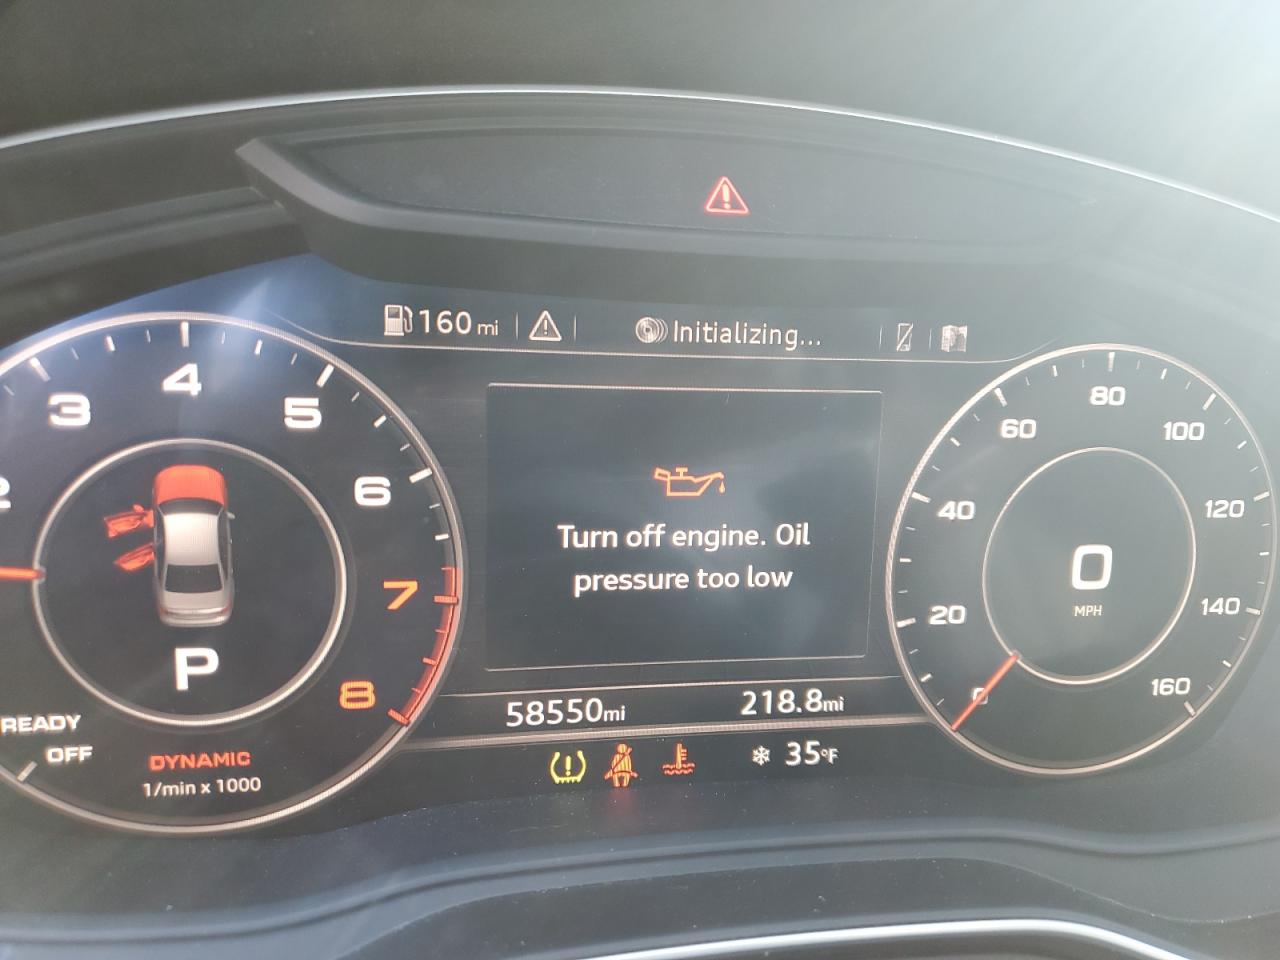 160 mi
Initializing...
2
3
4
5
6
7
8
P
READY
OFF
DYNAMIC
1/min x 1000
Turn off engine. Oil
pressure too low
58550mi
218.8mi
35°F
0
20
40
60
80
100
120
140
160
0
MPH